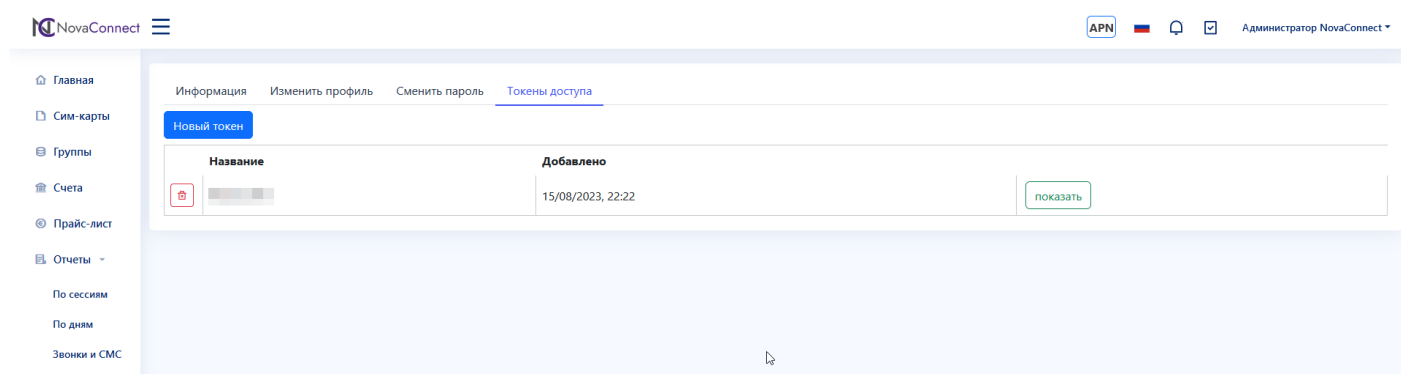 NovaConnect
APN
Администратор NovaConnect
Главная
Сим-карты
Группы
Счета
Прайс-лист
Отчеты
По сессиям
По дням
Звонки и СМС
Информация Изменить профиль Сменить пароль Токены доступа
Новый токен
Название Добавлено
15/08/2023, 22:22 показать